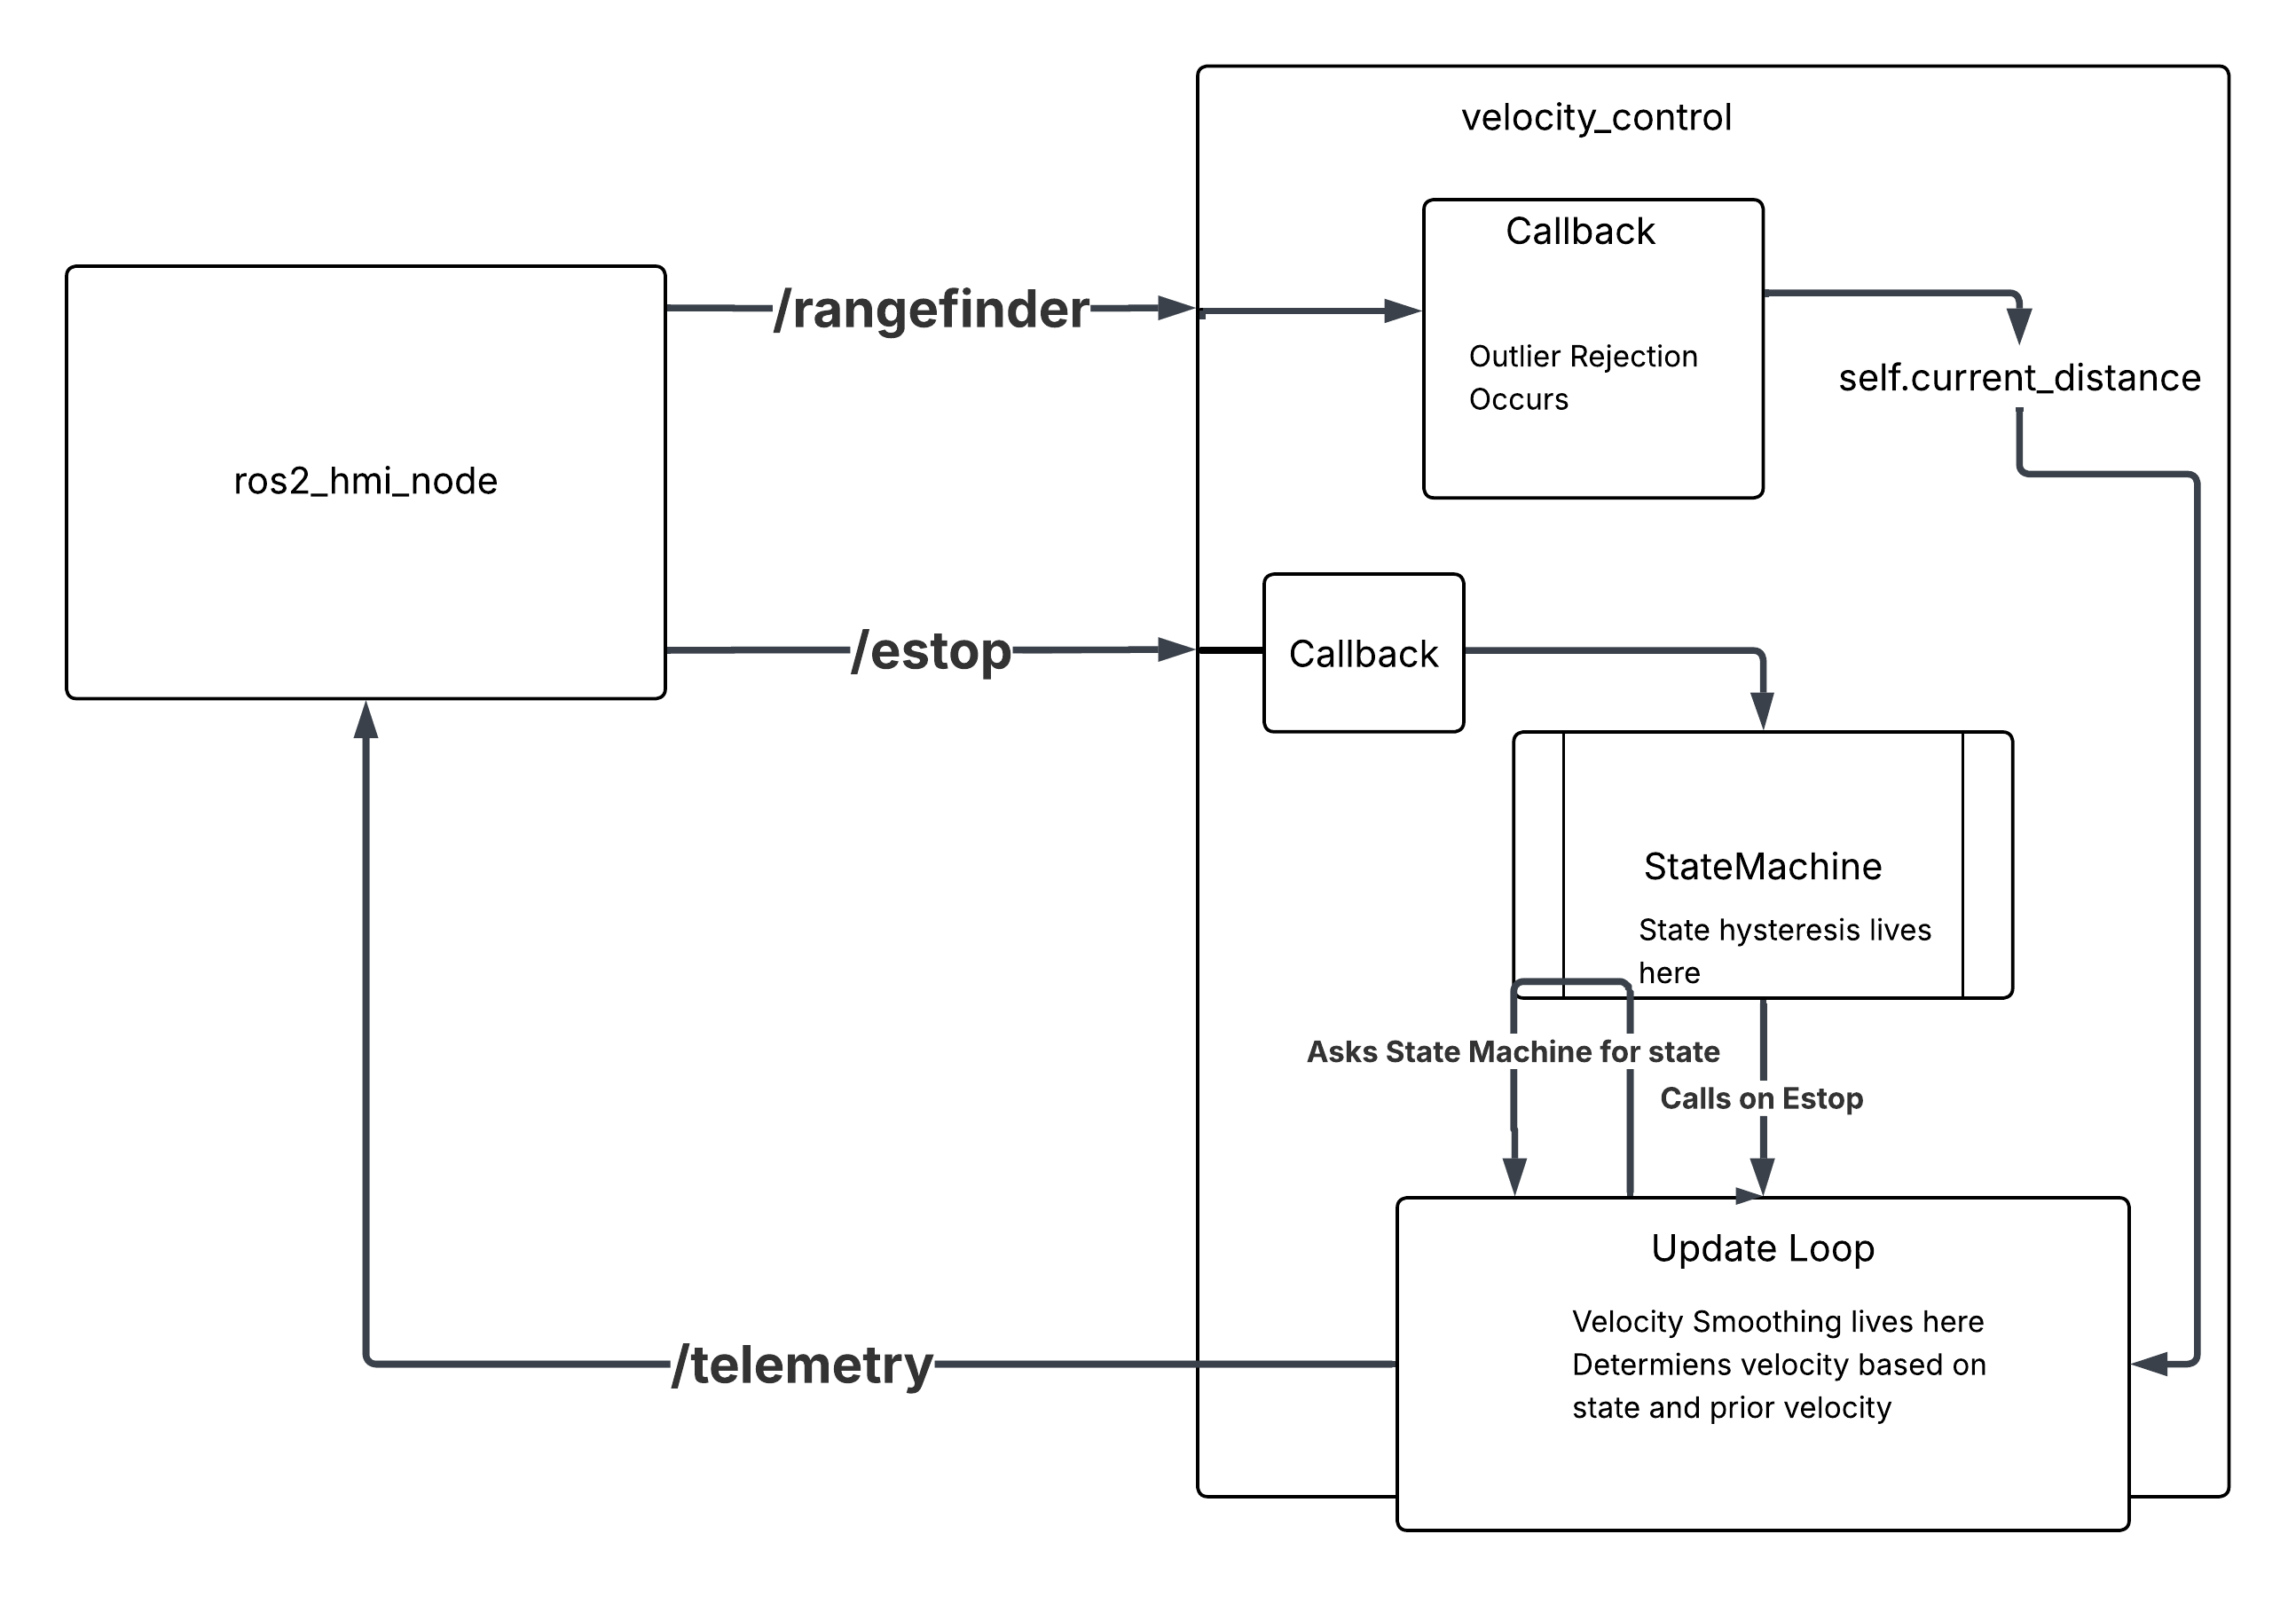 velocity_control
Callback
/rangefinder
Outlier Rejection
Occurs
self.current_distance
ros2_hmi_node
/estop
Callback
StateMachine
State hysteresis lives
here
Asks State Machine for state
Calls on Estop
Update Loop
Velocity Smoothing lives here
Determiens velocity based on
state and prior velocity
/telemetry